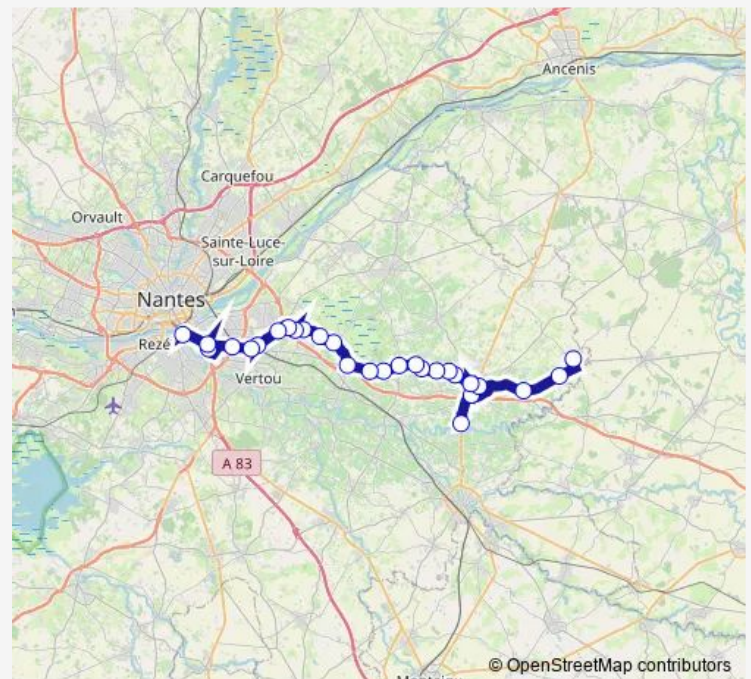 Ancenis
Carquefou
Orvault
Sainte-Luce-
sur-Loire
Nantes
Rezé
Vertou
A 83
© OpenStreetMap contributors